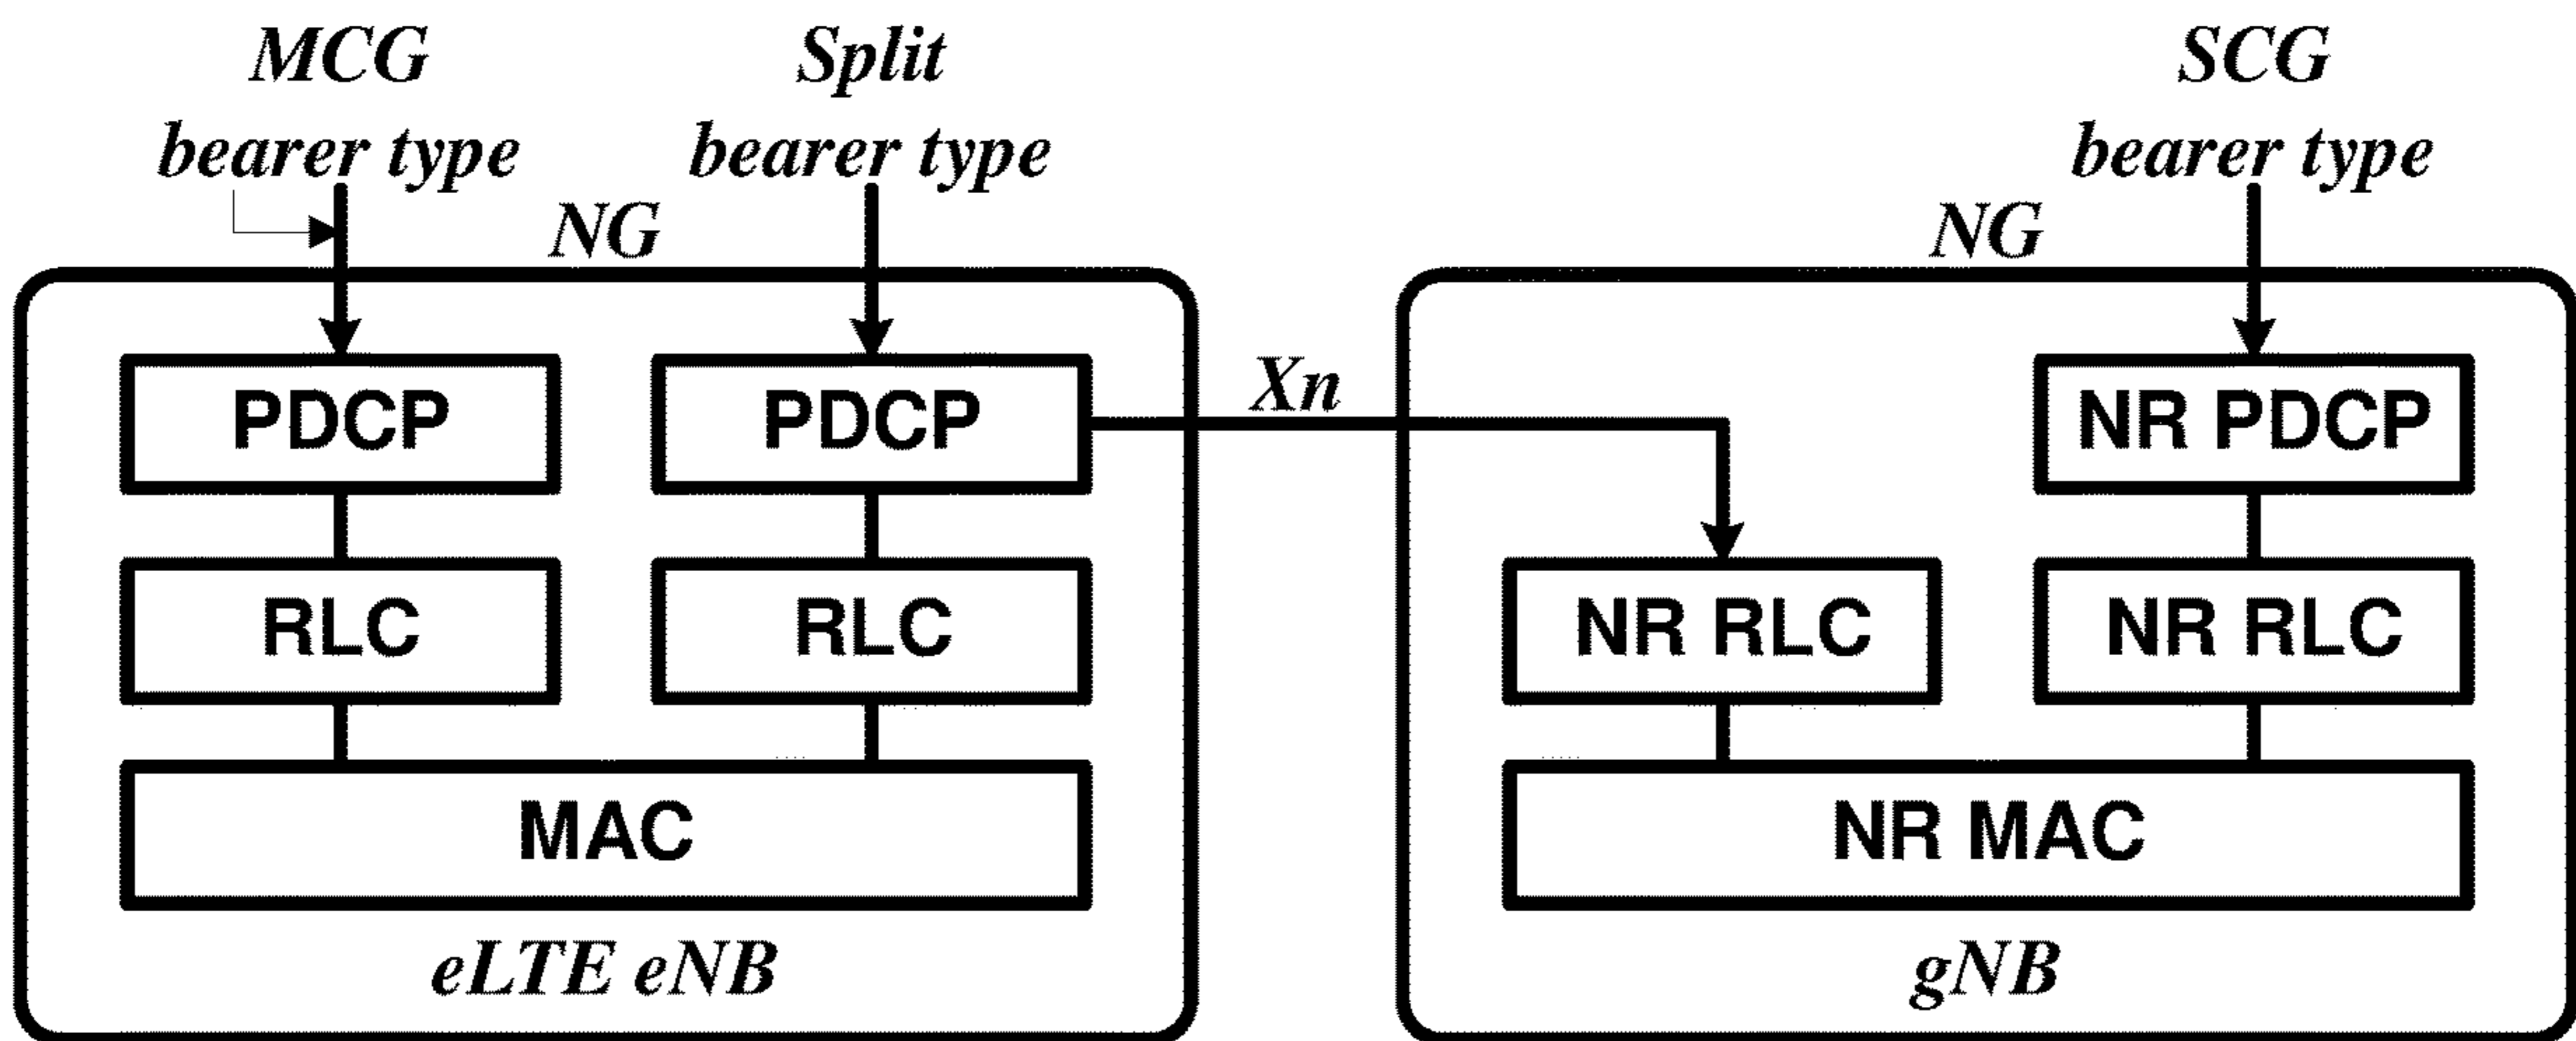 MCG
bearer type
Split
bearer type
SCG
bearer type
NG
NG
Xn
PDCP
PDCP
NR PDCP
RLC
RLC
NR RLC
NR RLC
MAC
NR MAC
eLTE eNB
gNB